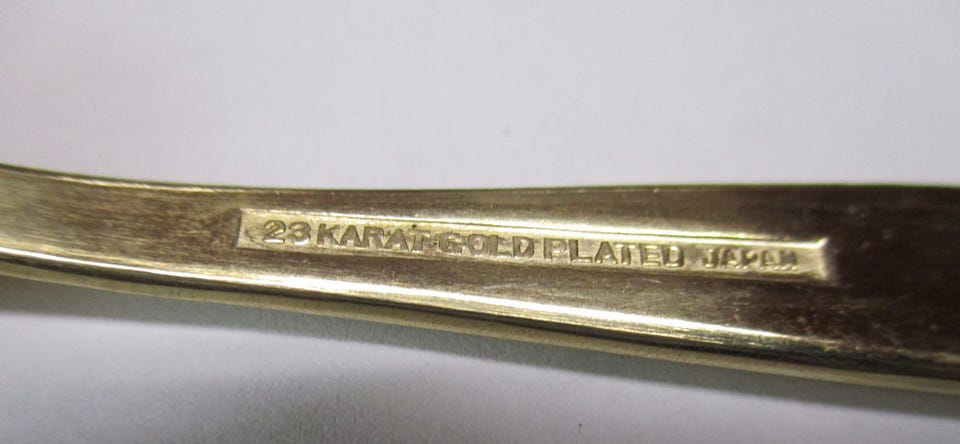 23 KARAT GOLD PLATED JAPAN